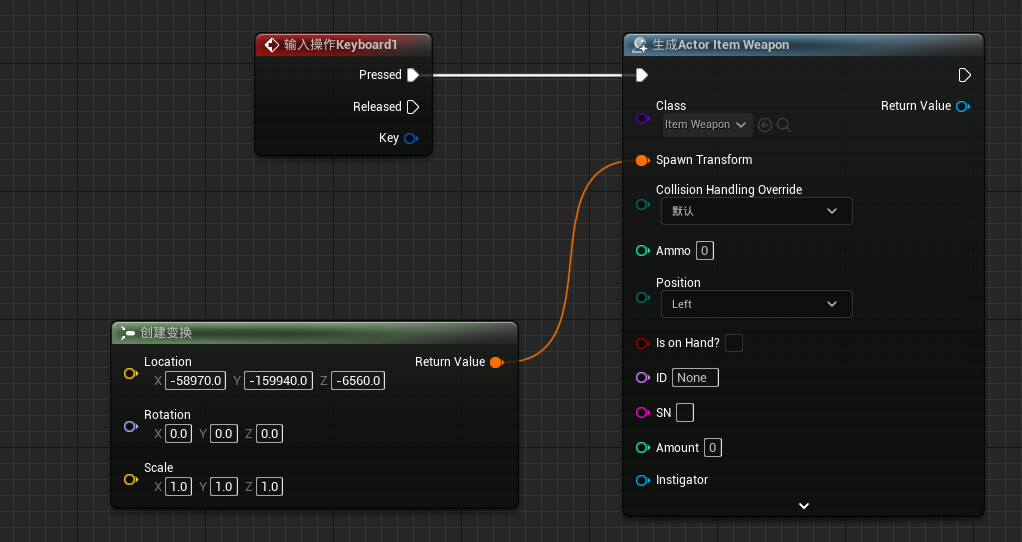 输入操作Keyboard1
Pressed
Released
Key
生成Actor Item Weapon
Class
Return Value
Item Weapon
Spawn Transform
Collision Handling Override
默认
Ammo 0
Position
Left
Is on Hand?
ID None
SN
Amount 0
Instigator
创建变换
Location
Return Value
X -58970.0 Y -159940.0 Z -6560.0
Rotation
X 0.0 Y 0.0 Z 0.0
Scale
X 1.0 Y 1.0 Z 1.0